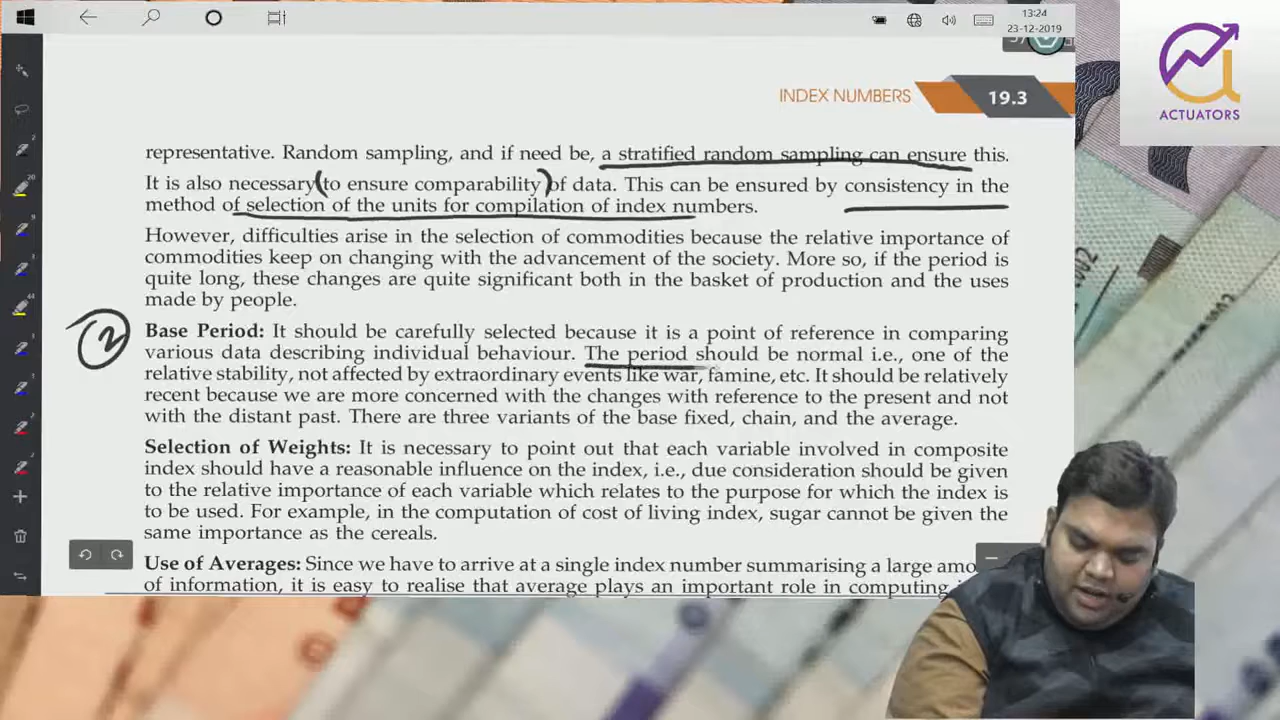 13:24
23-12-2019
ACTUATORS
INDEX NUMBERS 19.3
representative. Random sampling, and if need be, a stratified random sampling can ensure this.
It is also necessary to ensure comparability of data. This can be ensured by consistency in the
method of selection of the units for compilation of index numbers.
However, difficulties arise in the selection of commodities because the relative importance of
commodities keep on changing with the advancement of the society. More so, if the period is
quite long, these changes are quite significant both in the basket of production and the uses
made by people.
2
Base Period: It should be carefully selected because it is a point of reference in comparing
various data describing individual behaviour. The period should be normal i.e., one of the
relative stability, not affected by extraordinary events like war, famine, etc. It should be relatively
recent because we are more concerned with the changes with reference to the present and not
with the distant past. There are three variants of the base fixed, chain, and the average.
Selection of Weights: It is necessary to point out that each variable involved in composite
index should have a reasonable influence on the index, i.e., due consideration should be given
to the relative importance of each variable which relates to the purpose for which the index is
to be used. For example, in the computation of cost of living index, sugar cannot be given the
same importance as the cereals.
Use of Averages: Since we have to arrive at a single index number summarising a large
of information, it is easy to realise that average plays an important role in computing